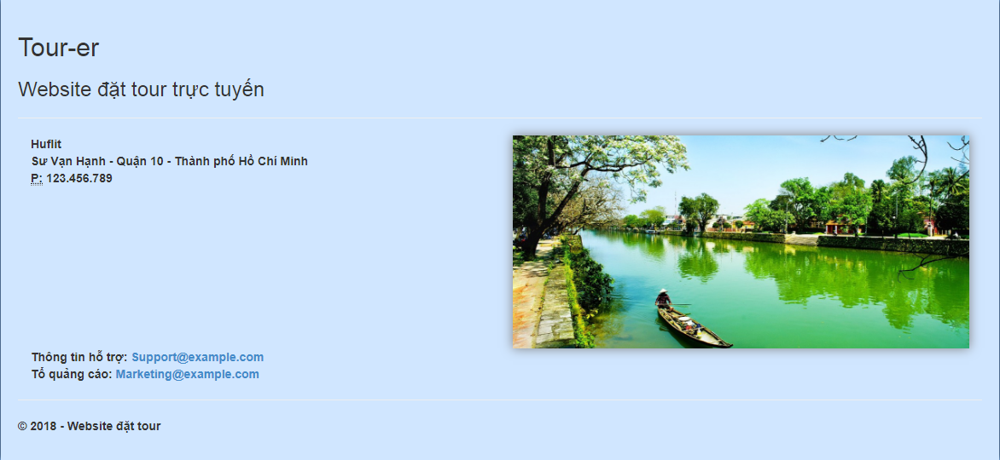 Tour-er
Website đặt tour trực tuyến
Huflit
Sư Vạn Hạnh - Quận 10 - Thành phố Hồ Chí Minh
P: 123.456.789
Thông tin hỗ trợ: Support@example.com
Tổ quảng cáo: Marketing@example.com
© 2018 - Website đặt tour